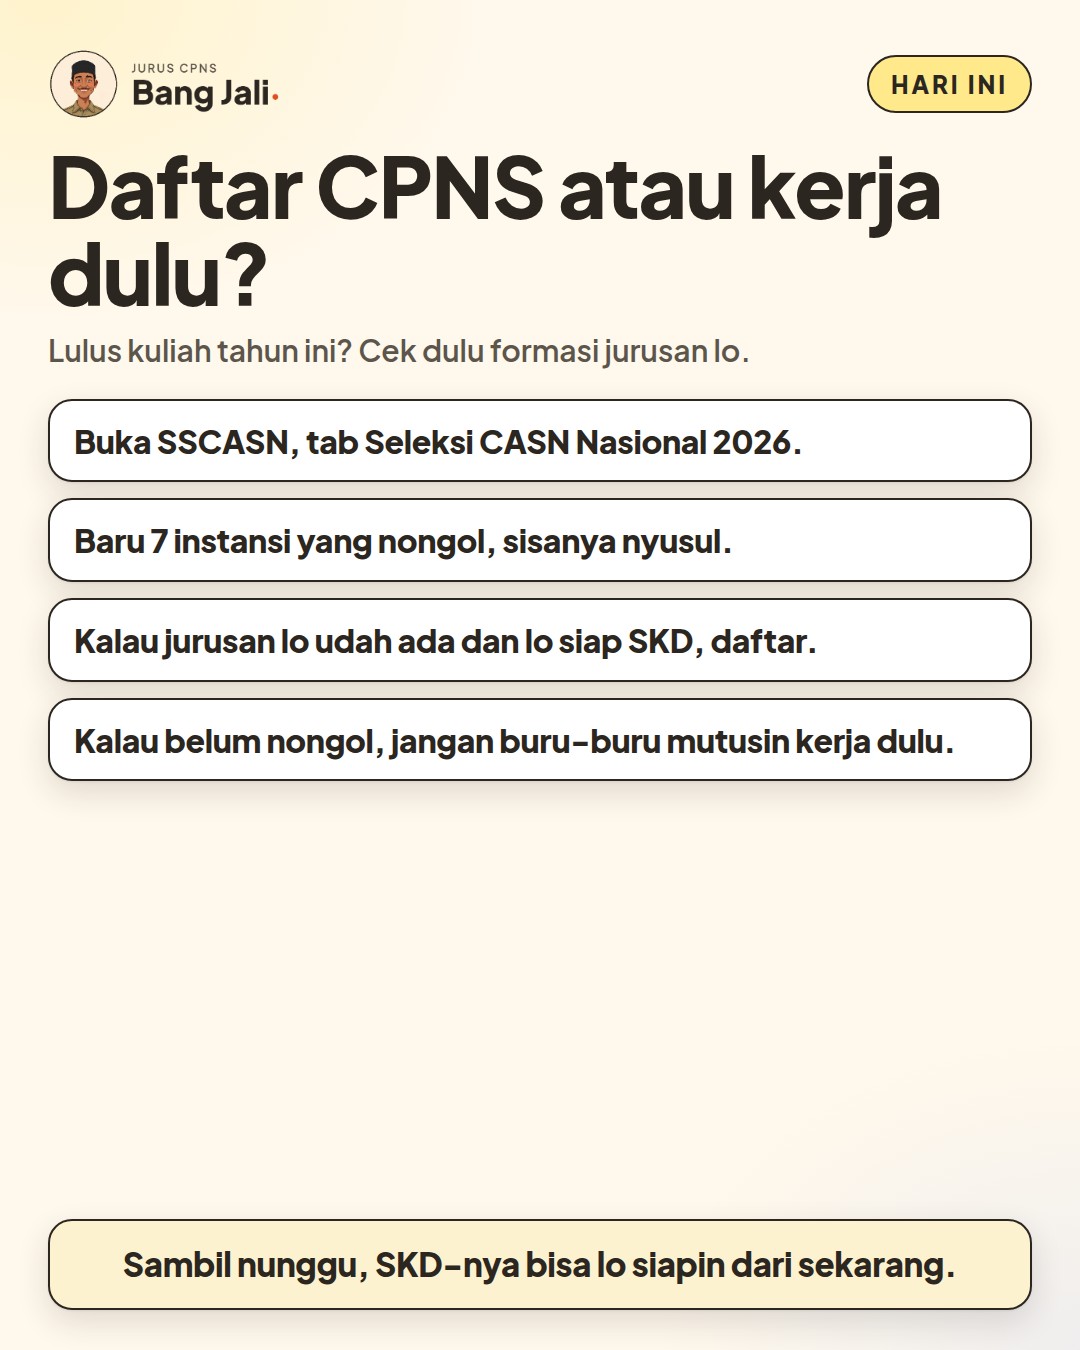 JURUS CPNS
Bang Jali.
HARI INI
Daftar CPNS atau kerja
dulu?
Lulus kuliah tahun ini? Cek dulu formasi jurusan lo.
Buka SSCASN, tab Seleksi CASN Nasional 2026.
Baru 7 instansi yang nongol, sisanya nyusul.
Kalau jurusan lo udah ada dan lo siap SKD, daftar.
Kalau belum nongol, jangan buru-buru mutusin kerja dulu.
Sambil nunggu, SKD-nya bisa lo siapin dari sekarang.